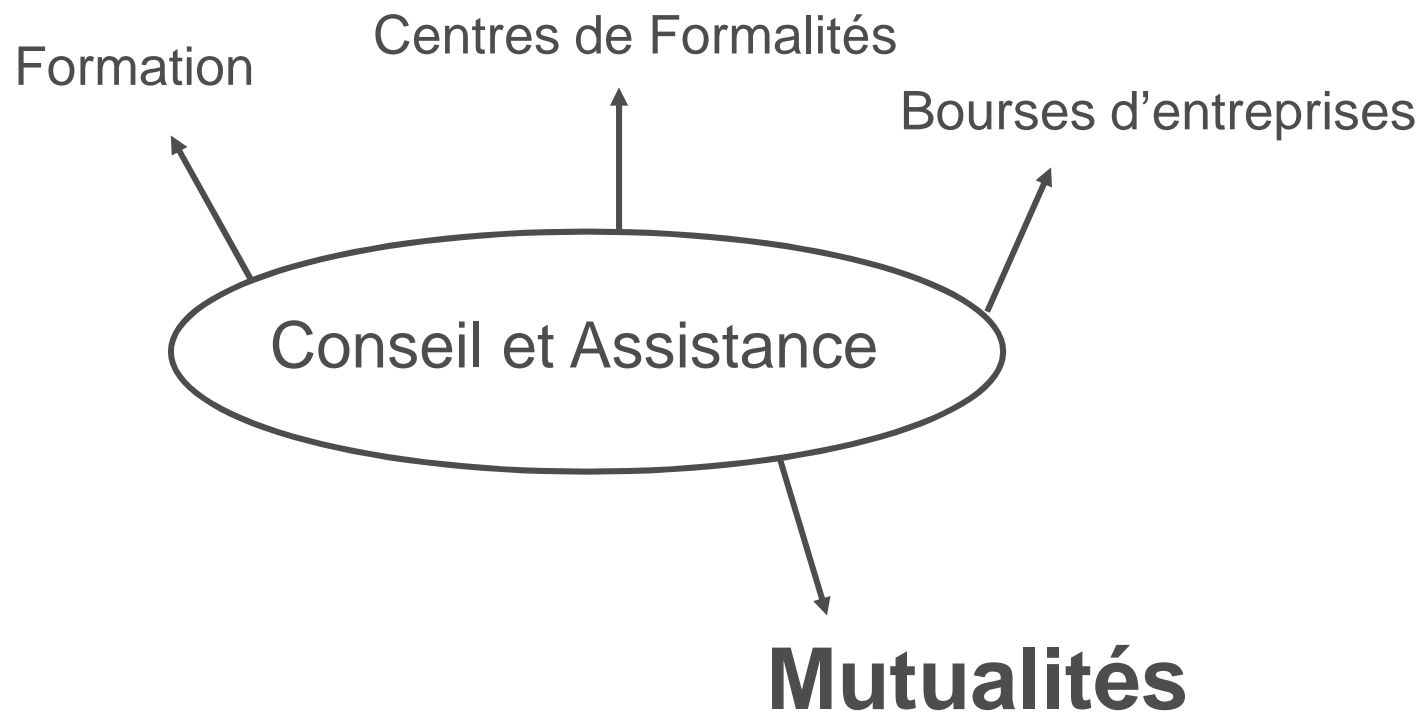 Formation
Centres de Formalités
Bourses d’entreprises
Conseil et Assistance
Mutualités